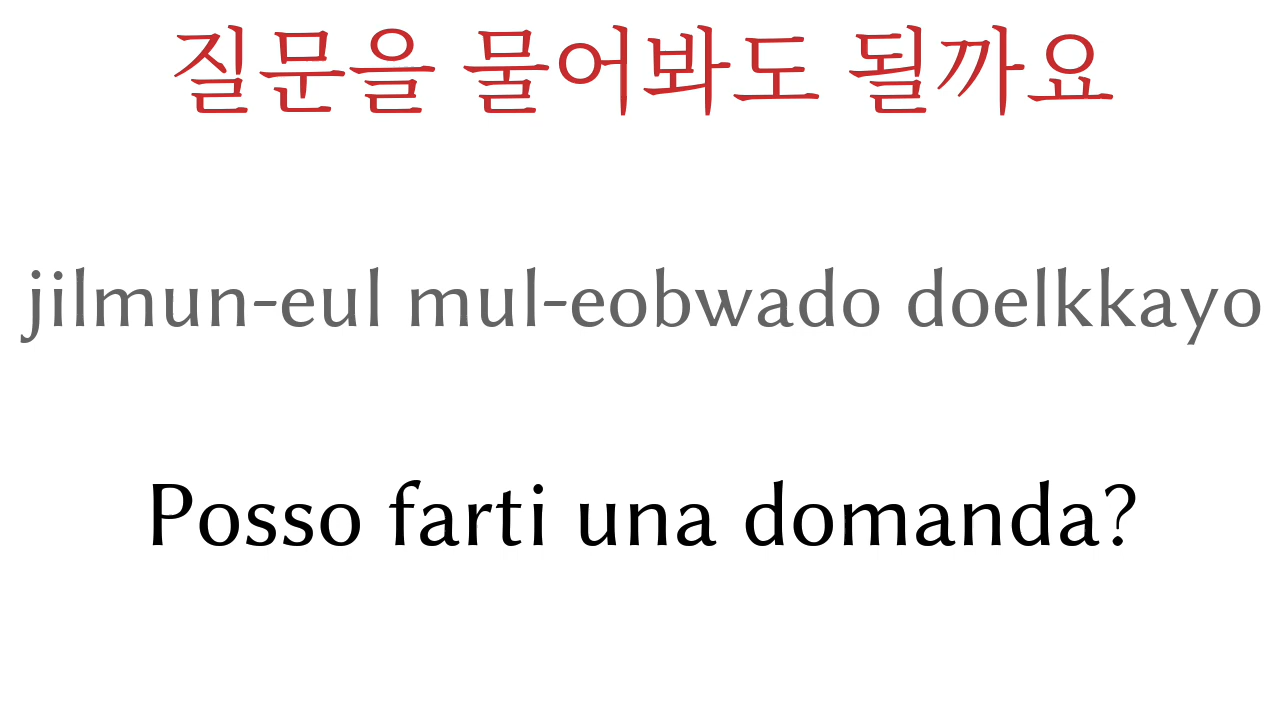 질문을 물어봐도 될까요
jilmun-eul mul-eobwado doelkkayo
Posso farti una domanda?